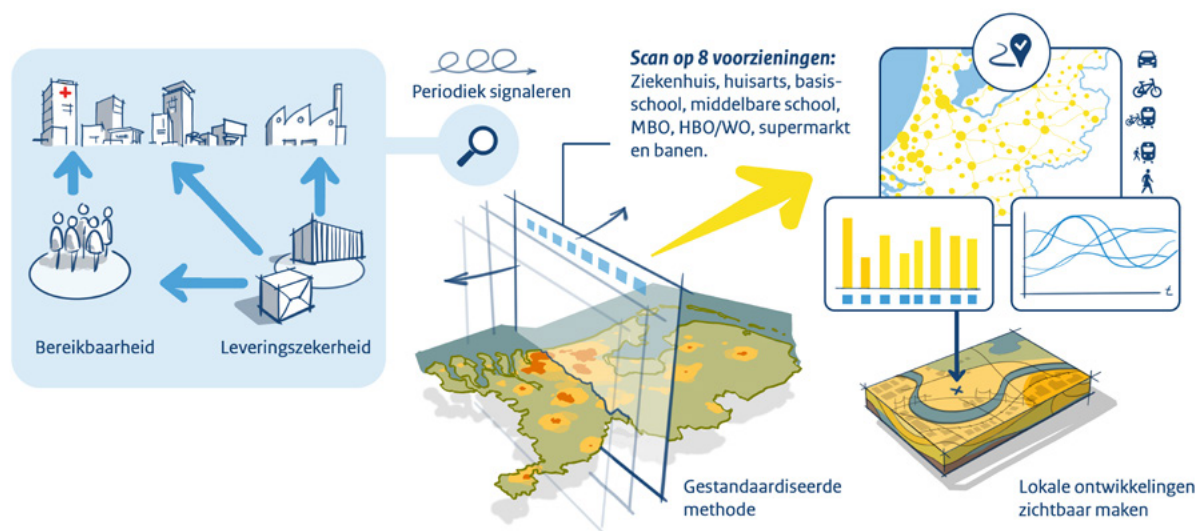 Periodiek signaleren
Scan op 8 voorzieningen:
Ziekenhuis, huisarts, basis-
school, middelbare school,
MBO, HBO/WO, supermarkt
en banen.
Bereikbaarheid
Leveringszekerheid
t
Gestandaardiseerde
methode
Lokale ontwikkelingen
zichtbaar maken